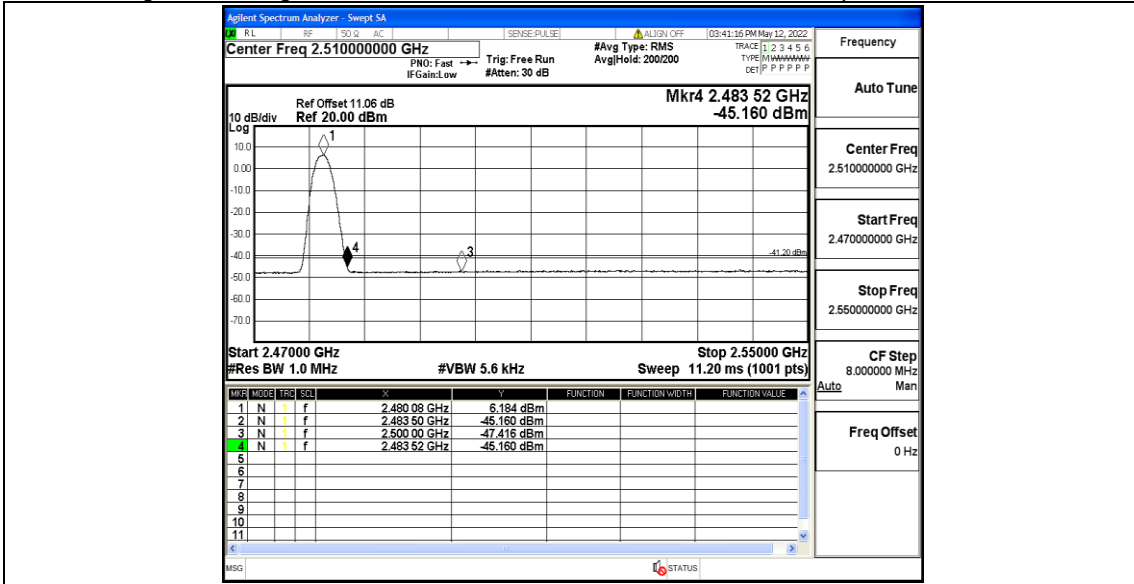 Agilent Spectrum Analyzer - Swept SA
RL RF 50 Ω AC SENSE:PULSE ALIGN OFF 03:41:16 PM May 12, 2022
Center Freq 2.510000000 GHz
PNO: Fast
IFGain:Low
Trig: Free Run
#Atten: 30 dB
#Avg Type: RMS
Avg|Hold: 200/200
TRACE 1 2 3 4 5 6
TYPE M WWWWW
DET P P P P P P
Mkr4 2.483 52 GHz
-45.160 dBm
Ref Offset 11.06 dB
10 dB/div Ref 20.00 dBm
Log
10.0
0.00
-10.0
-20.0
-30.0
-40.0
-50.0
-60.0
-70.0
1
4
3
-41.20 dBm
Start 2.47000 GHz Stop 2.55000 GHz
#Res BW 1.0 MHz #VBW 5.6 kHz Sweep 11.20 ms (1001 pts)
MKR MODE TRC SCL X Y FUNCTION FUNCTION WIDTH FUNCTION VALUE
1 N 1 f 2.480 08 GHz 6.184 dBm
2 N 1 f 2.483 50 GHz -45.160 dBm
3 N 1 f 2.500 00 GHz -47.416 dBm
4 N 1 f 2.483 52 GHz -45.160 dBm
5
6
7
8
9
10
11
MSG STATUS
Frequency
Auto Tune
Center Freq
2.510000000 GHz
Start Freq
2.470000000 GHz
Stop Freq
2.550000000 GHz
CF Step
8.000000 MHz
Auto Man
Freq Offset
0 Hz